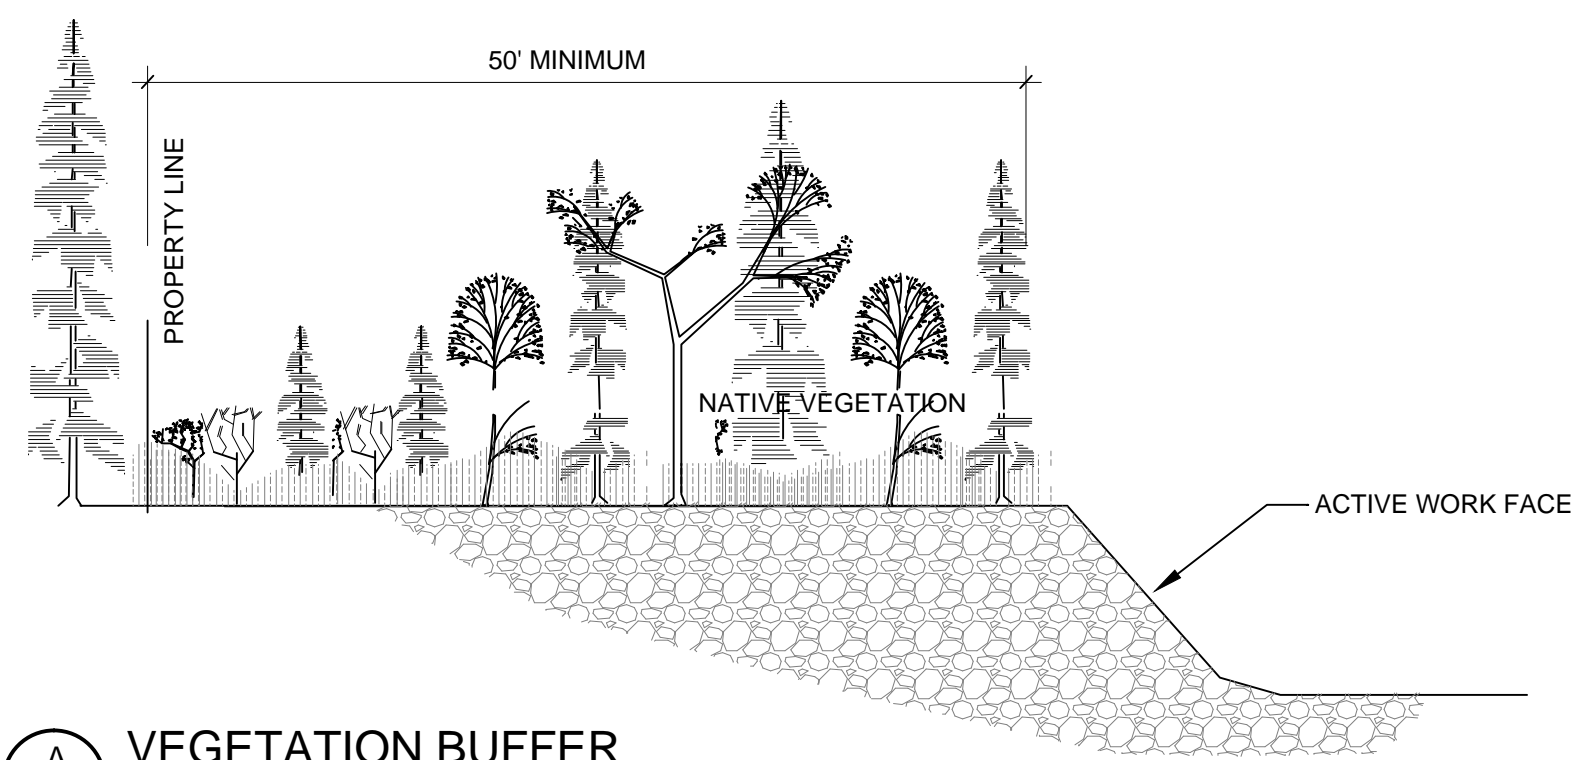 50' MINIMUM
PROPERTY LINE
NATIVE VEGETATION
ACTIVE WORK FACE
A
VEGETATION BUFFER